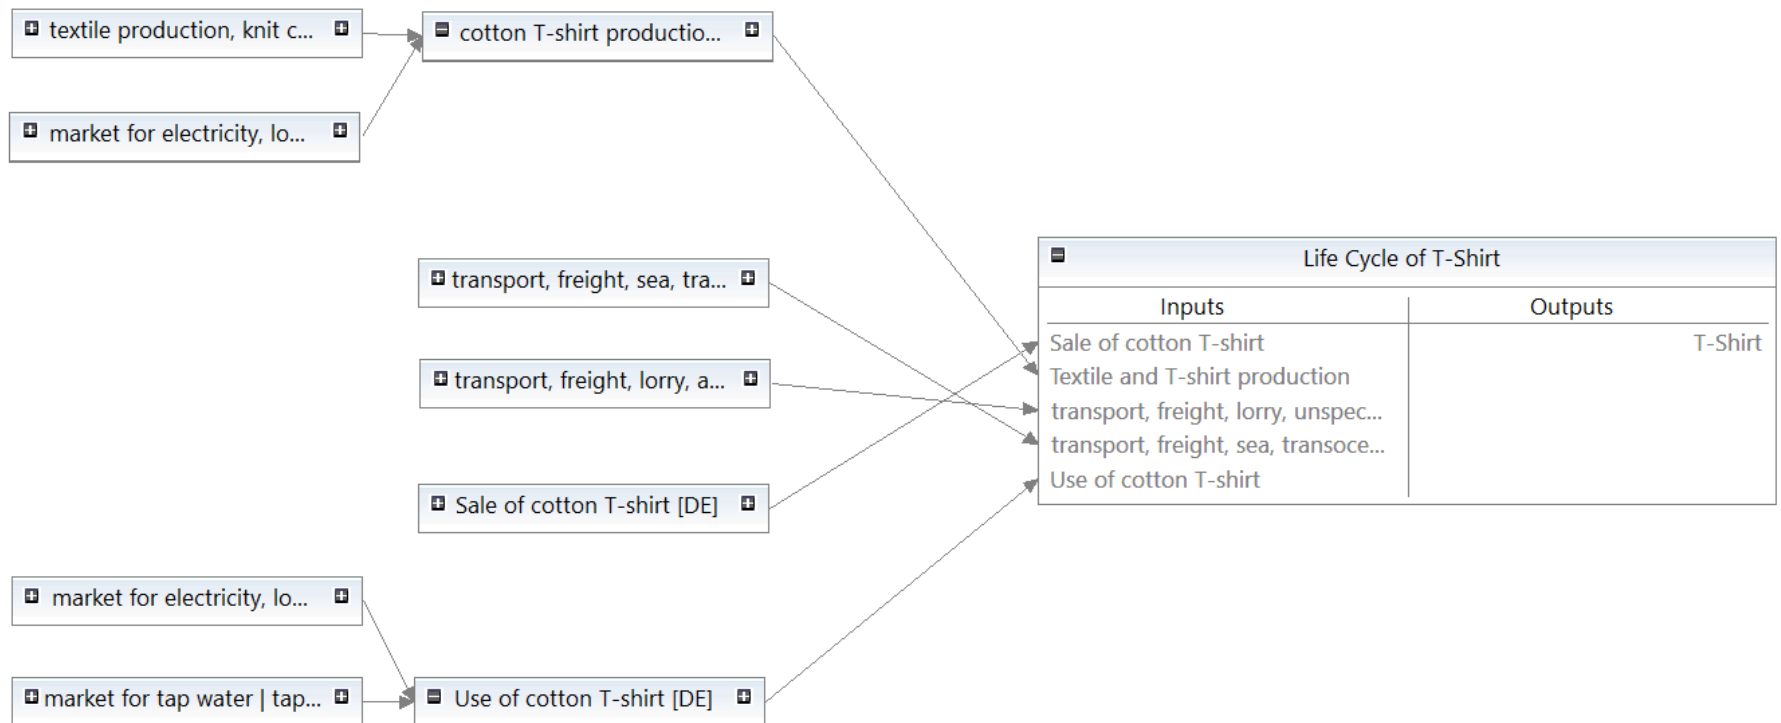 textile production, knit c...
cotton T-shirt productio...
market for electricity, lo...
Life Cycle of T-Shirt
transport, freight, sea, tra...
Inputs
Outputs
Sale of cotton T-shirt
T-Shirt
Textile and T-shirt production
transport, freight, lorry, a...
transport, freight, lorry, unspec...
transport, freight, sea, transoce...
Use of cotton T-shirt
Sale of cotton T-shirt [DE]
market for electricity, lo...
market for tap water | tap...
Use of cotton T-shirt [DE]